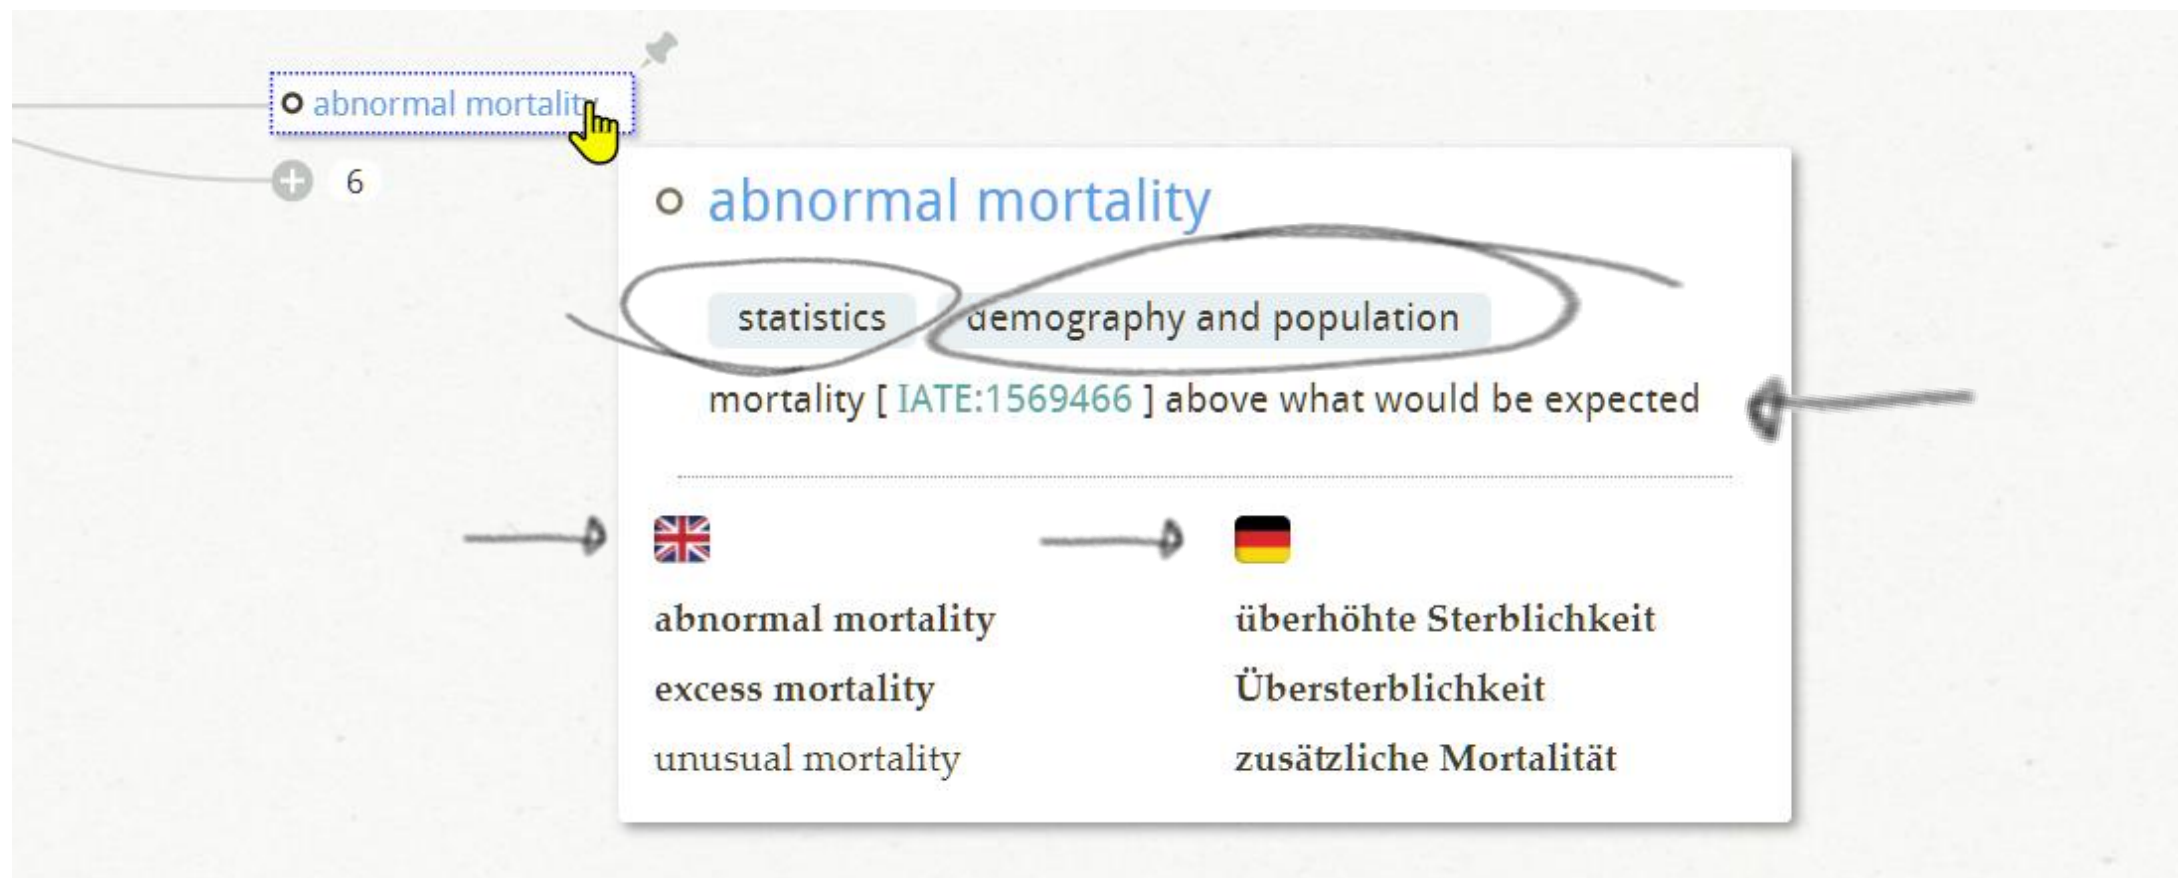 abnormal mortality
6
abnormal mortality
statistics demography and population
mortality [ IATE:1569466 ] above what would be expected
abnormal mortality
excess mortality
unusual mortality
überhöhte Sterblichkeit
Übersterblichkeit
zusätzliche Mortalität